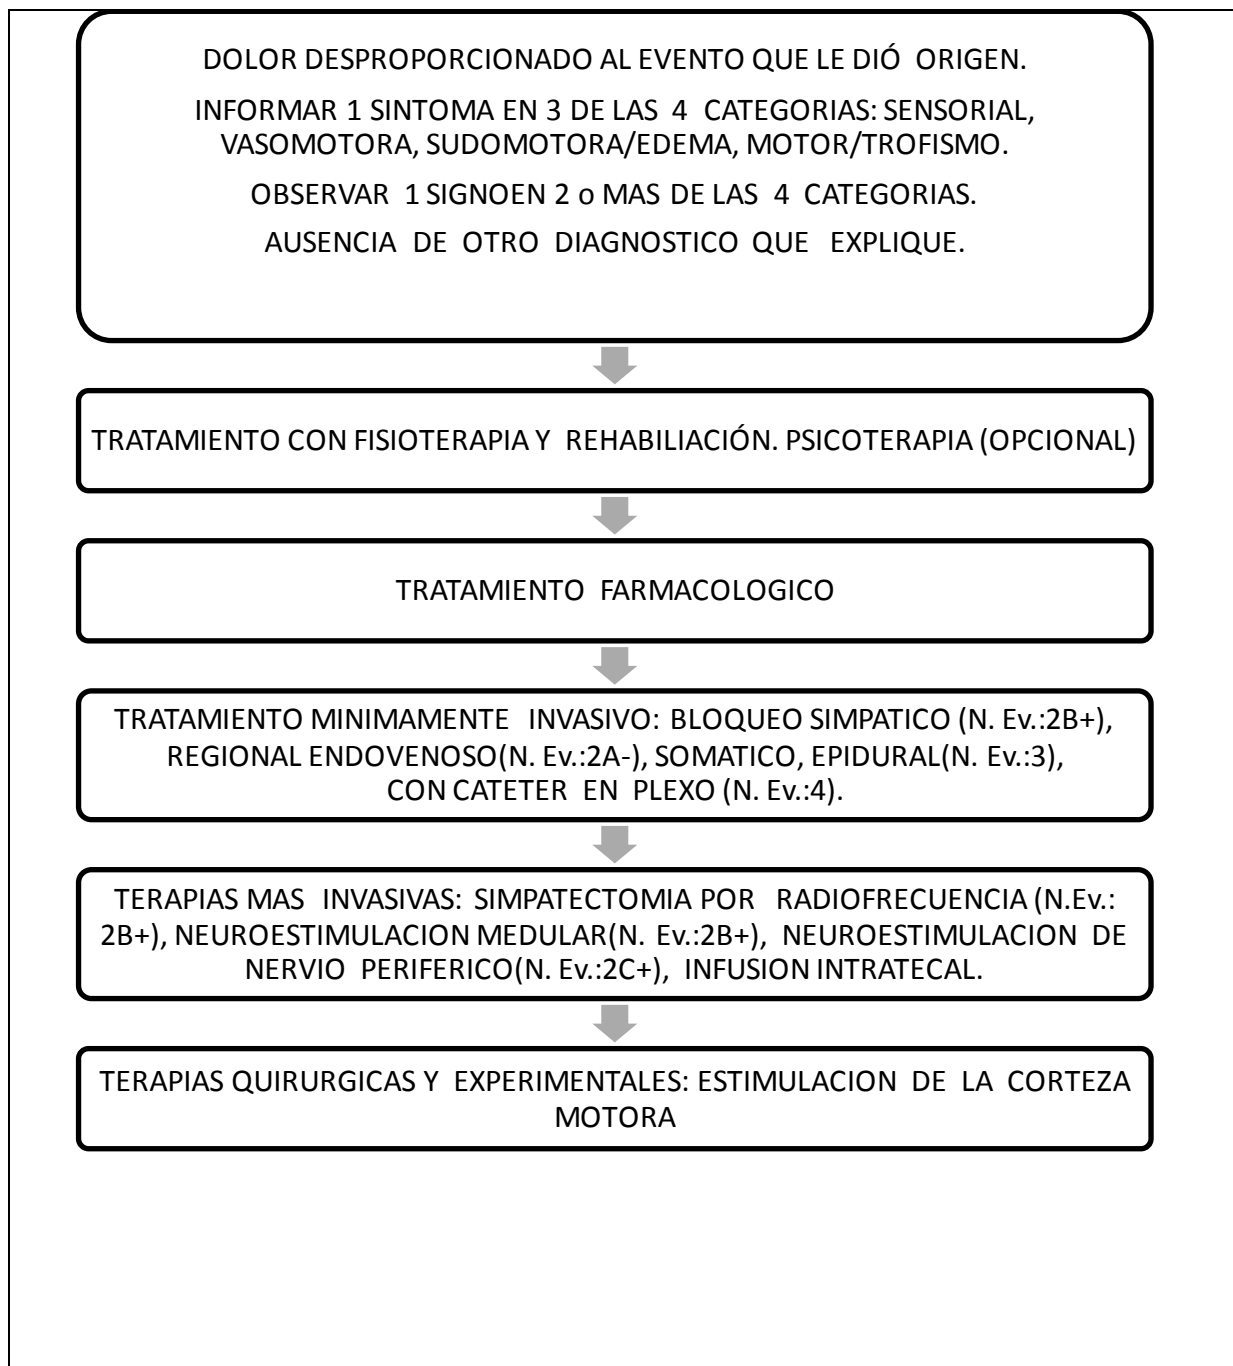 DOLOR DESPROPORCIONADO AL EVENTO QUE LE DIÓ ORIGEN.
INFORMAR 1 SINTOMA EN 3 DE LAS 4 CATEGORIAS: SENSORIAL,
VASOMOTORA, SUDOMOTORA/EDEMA, MOTOR/TROFISMO.
OBSERVAR 1 SIGNOEN 2 o MAS DE LAS 4 CATEGORIAS.
AUSENCIA DE OTRO DIAGNOSTICO QUE EXPLIQUE.
TRATAMIENTO CON FISIOTERAPIA Y REHABILIACIÓN. PSICOTERAPIA (OPCIONAL)
TRATAMIENTO FARMACOLOGICO
TRATAMIENTO MINIMAMENTE INVASIVO: BLOQUEO SIMPATICO (N. Ev.:2B+),
REGIONAL ENDOVENOSO(N. Ev.:2A-), SOMATICO, EPIDURAL(N. Ev.:3),
CON CATETER EN PLEXO (N. Ev.:4).
TERAPIAS MAS INVASIVAS: SIMPATECTOMIA POR RADIOFRECUENCIA (N.Ev.:
2B+), NEUROESTIMULACION MEDULAR(N. Ev.:2B+), NEUROESTIMULACION DE
NERVIO PERIFERICO(N. Ev.:2C+), INFUSION INTRATECAL.
TERAPIAS QUIRURGICAS Y EXPERIMENTALES: ESTIMULACION DE LA CORTEZA
MOTORA